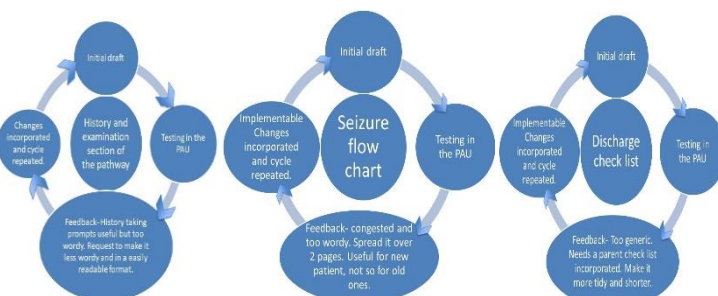 Initial draft
History and
examination
section of
the pathway
Testing in
the PAU
Feedback- History taking
prompts useful but too
wordy. Request to make it
less wordy and in a easily
readable format.
Changes
incorporated
and cycle
repeated.
Initial draft
Seizure
flow
chart
Testing in
the PAU
Feedback- congested and
too wordy. Spread it over
2 pages. Useful for new
patient, not so for old
ones.
Implementable
Changes
incorporated
and cycle
repeated.
Initial draft
Discharge
check list
Testing in
the PAU
Feedback- Too generic.
Needs a parent check list
incorporated. Make it
more tidy and shorter.
Implementable
Changes
incorporated
and cycle
repeated.